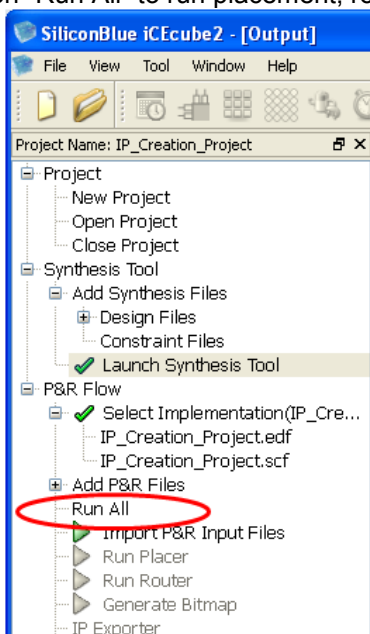 "Run All" to run placement,
SiliconBlue iCEcube2 - [Output]
File View Tool Window Help
Project Name: IP_Creation_Project
Project
New Project
Open Project
Close Project
Synthesis Tool
Add Synthesis Files
Design Files
Constraint Files
Launch Synthesis Tool
P&R Flow
Select Implementation(IP_Cre...
IP_Creation_Project.edf
IP_Creation_Project.scf
Add P&R Files
Run All
Import P&R Input Files
Run Placer
Run Router
Generate Bitmap
IP Exporter